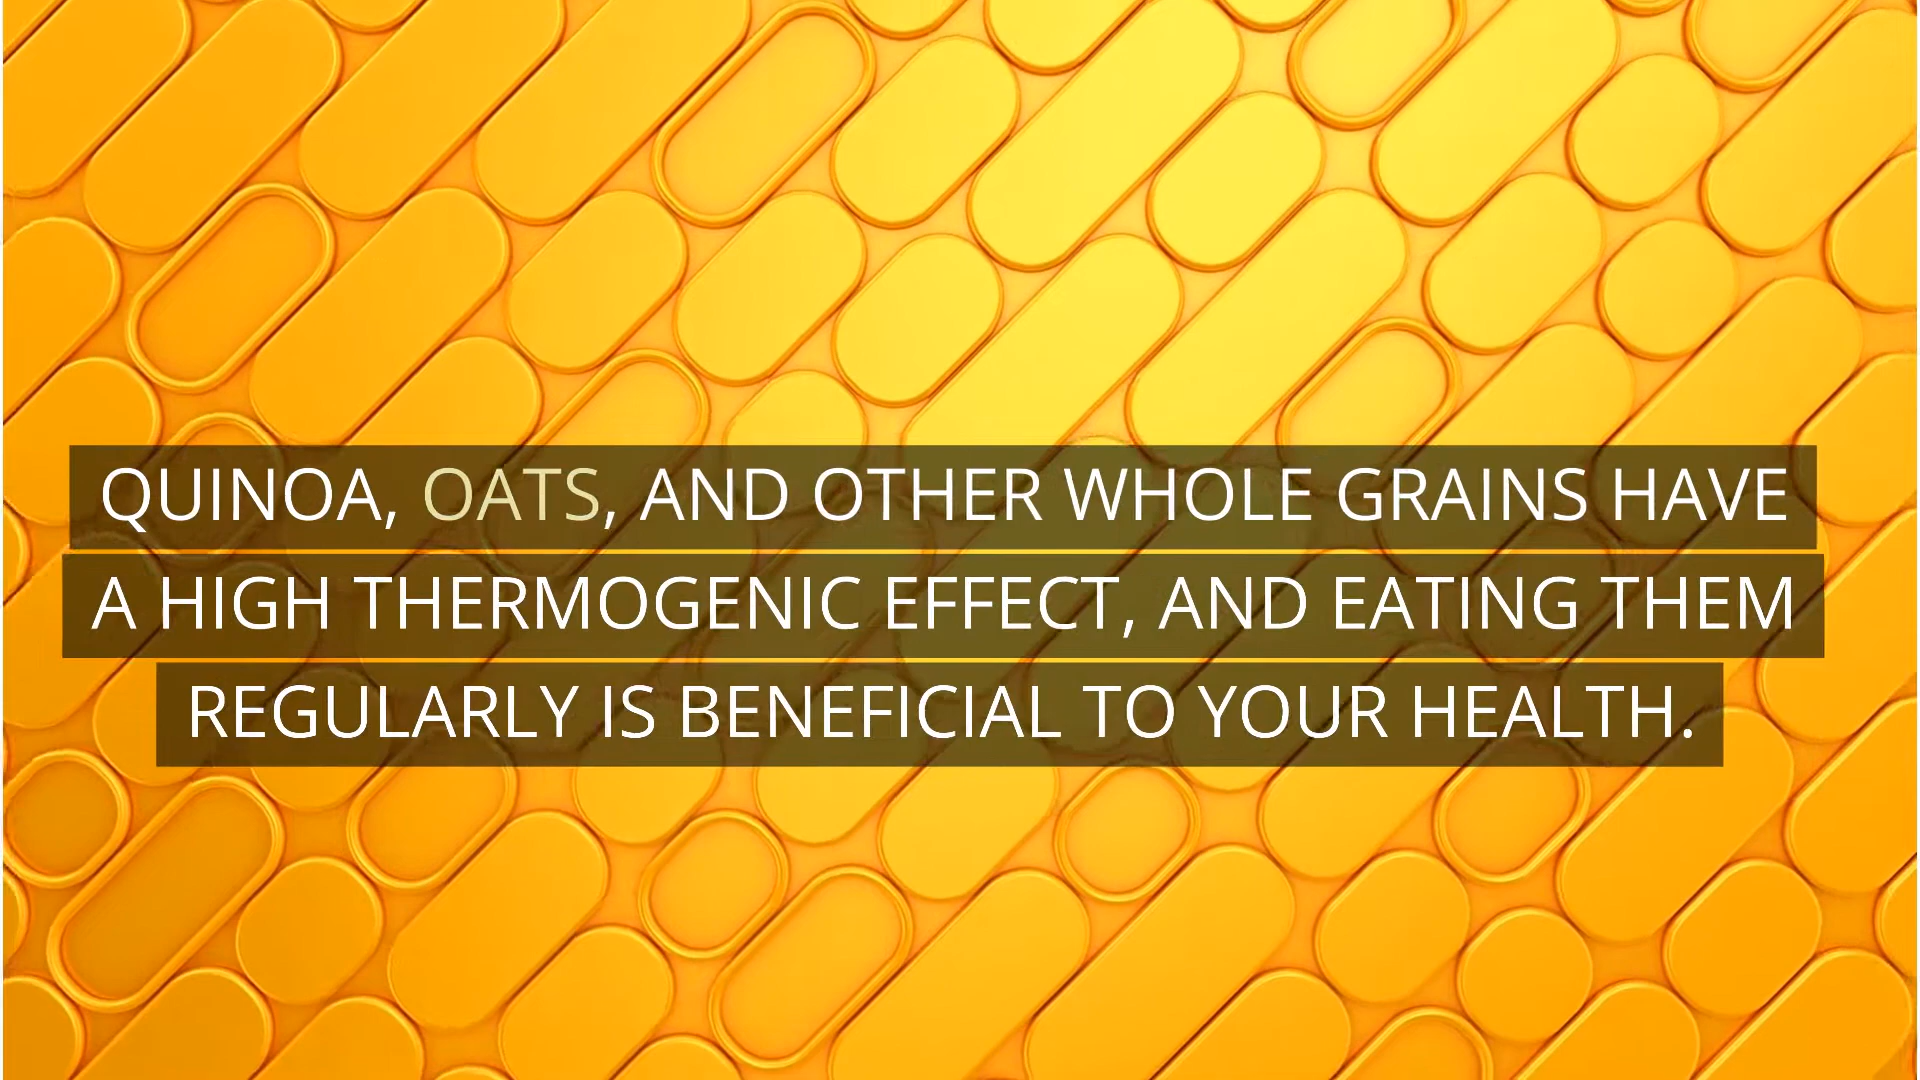 QUINOA, OATS, AND OTHER WHOLE GRAINS HAVE
A HIGH THERMOGENIC EFFECT, AND EATING THEM
REGULARLY IS BENEFICIAL TO YOUR HEALTH.